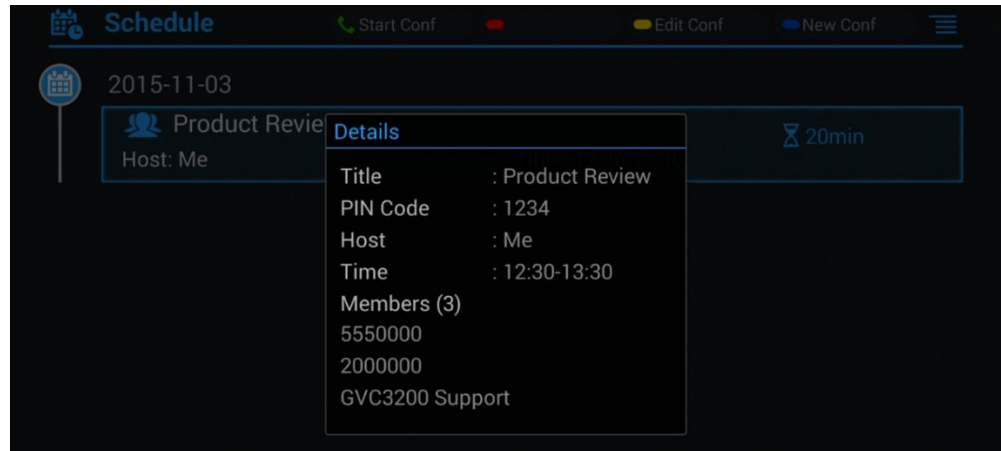 Schedule
Start Conf
Edit Conf
New Conf
2015-11-03
Product Revie
20min
Host: Me
Details
Title : Product Review
PIN Code : 1234
Host : Me
Time : 12:30-13:30
Members (3)
5550000
2000000
GVC3200 Support